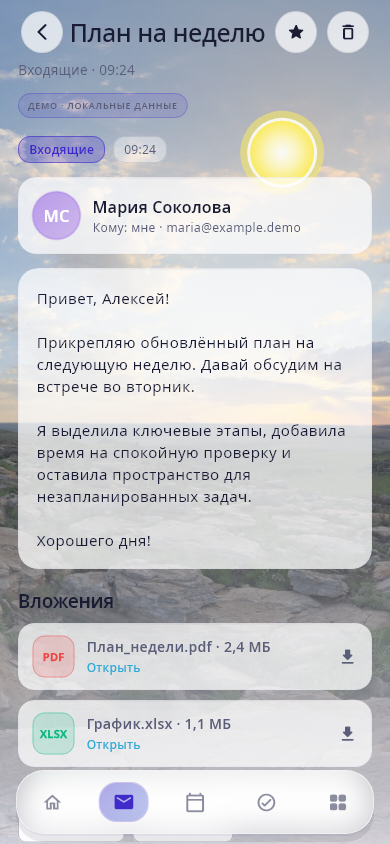 План на неделю
Входящие · 09:24
ДЕМО · ЛОКАЛЬНЫЕ ДАННЫЕ
Входящие
09:24
МС
Мария Соколова
Кому: мне · maria@example.demo
Привет, Алексей!
Прикрепляю обновлённый план на
следующую неделю. Давай обсудим на
встрече во вторник.
Я выделила ключевые этапы, добавила
время на спокойную проверку и
оставила пространство для
незапланированных задач.
Хорошего дня!
Вложения
PDF
План_недели.pdf · 2,4 МБ
Открыть
XLSX
График.xlsx · 1,1 МБ
Открыть